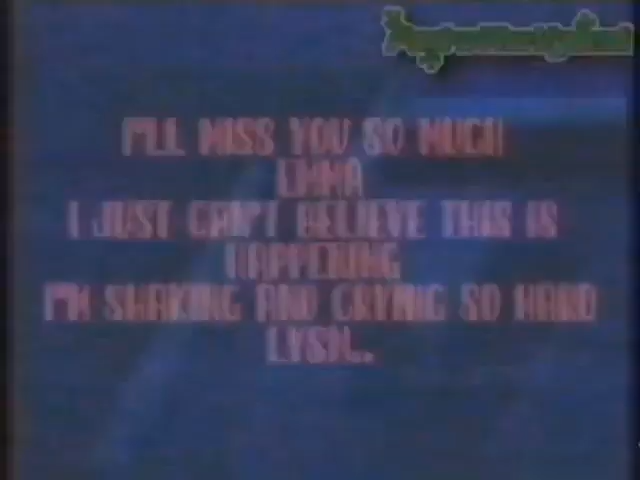 I'LL MISS YOU SO MUCH
EMMA
I JUST CAN'T BELIEVE THIS IS
HAPPENING
I'M SHAKING AND CRYING SO HARD
LYSM..